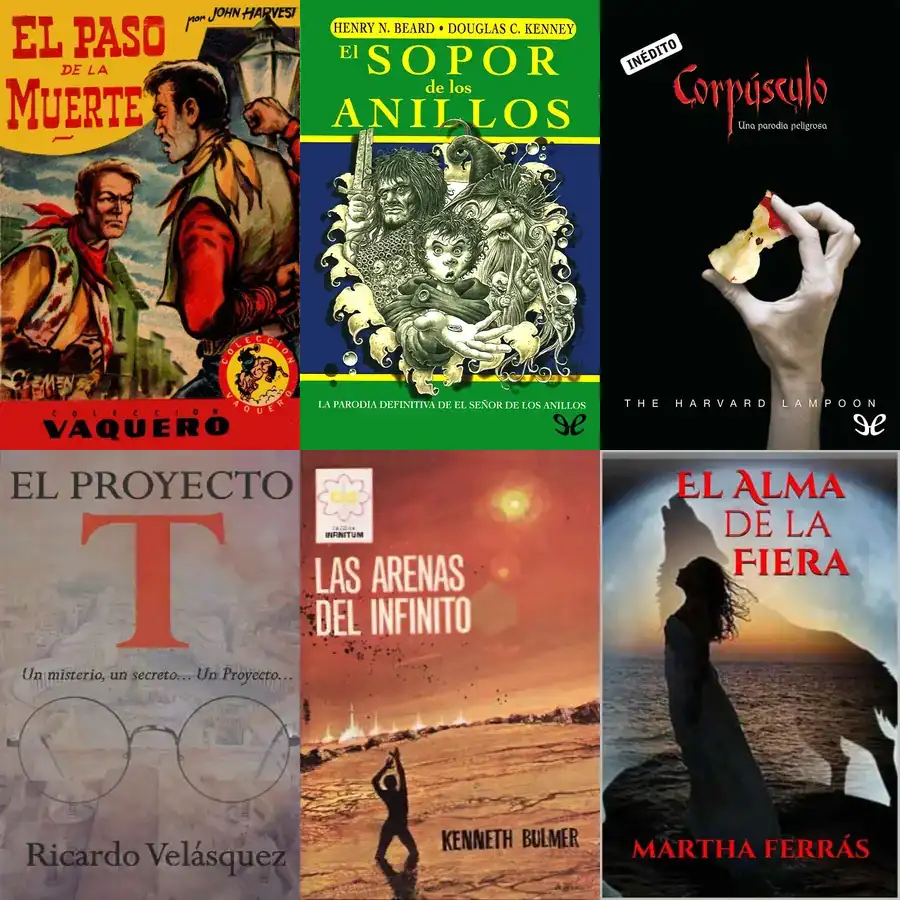 por JOHN HARVEST
EL PASO
DE LA
MUERTE
CLEMEN
COLECCION
VAQUERO
COLECCION
VAQUERO
HENRY N. BEARD • DOUGLAS C. KENNEY
El SOPOR
de los
ANILLOS
LA PARODIA DEFINITIVA DE EL SEÑOR DE LOS ANILLOS
INÉDITO
Corpúsculo
Una parodia peligrosa
THE HARVARD LAMPOON
EL PROYECTO
T
Un misterio, un secreto... Un Proyecto...
Ricardo Velásquez
INFINITUM
LAS ARENAS
DEL INFINITO
KENNETH BULMER
EL ALMA
DE LA
FIERA
MARTHA FERRÁS